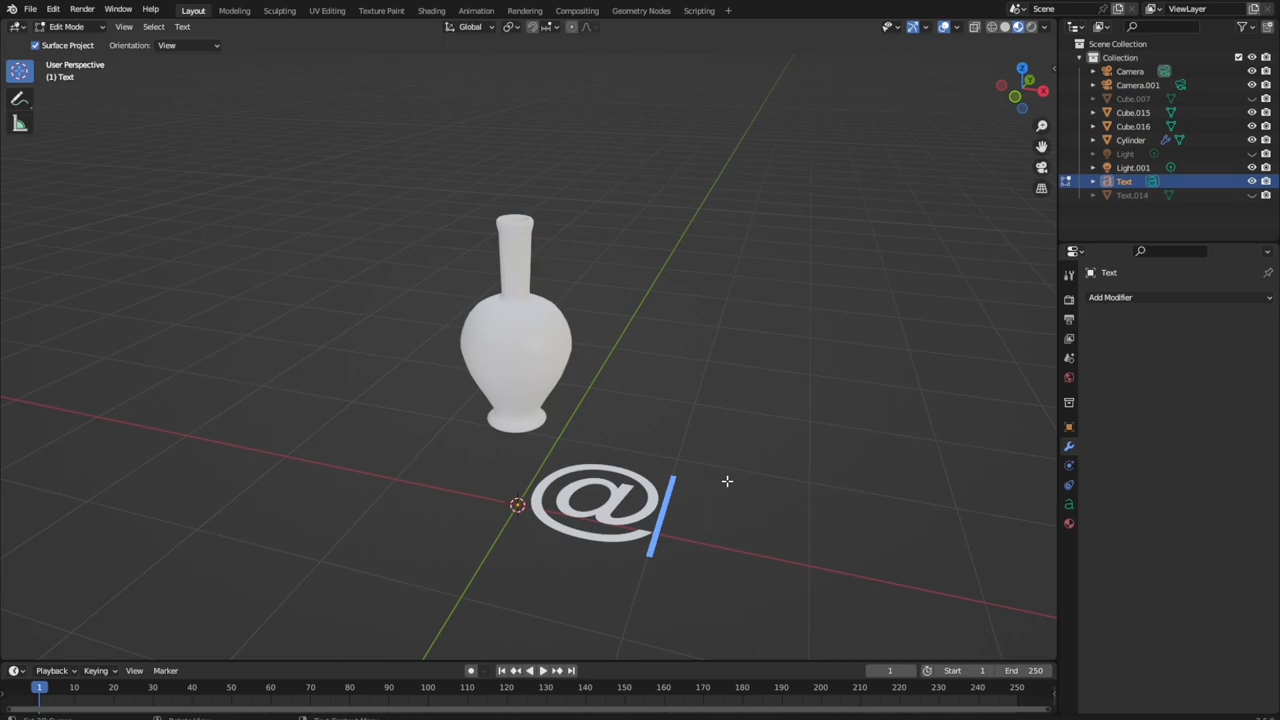 File Edit Render Window Help Layout Modeling Sculpting UV Editing Texture Paint Shading Animation Rendering Compositing Geometry Nodes Scripting + Scene ViewLayer
Edit Mode View Select Text Global
Surface Project Orientation: View
User Perspective
(1) Text
Z
Y
X
@
Scene Collection
Collection
Camera
Camera.001
Cube.007
Cube.015
Cube.016
Cylinder
Light
Light.001
Text
Text.014
Text
Add Modifier
Playback Keying View Marker 1 Start 1 End 250
1 10 20 30 40 50 60 70 80 90 100 110 120 130 140 150 160 170 180 190 200 210 220 230 240 250